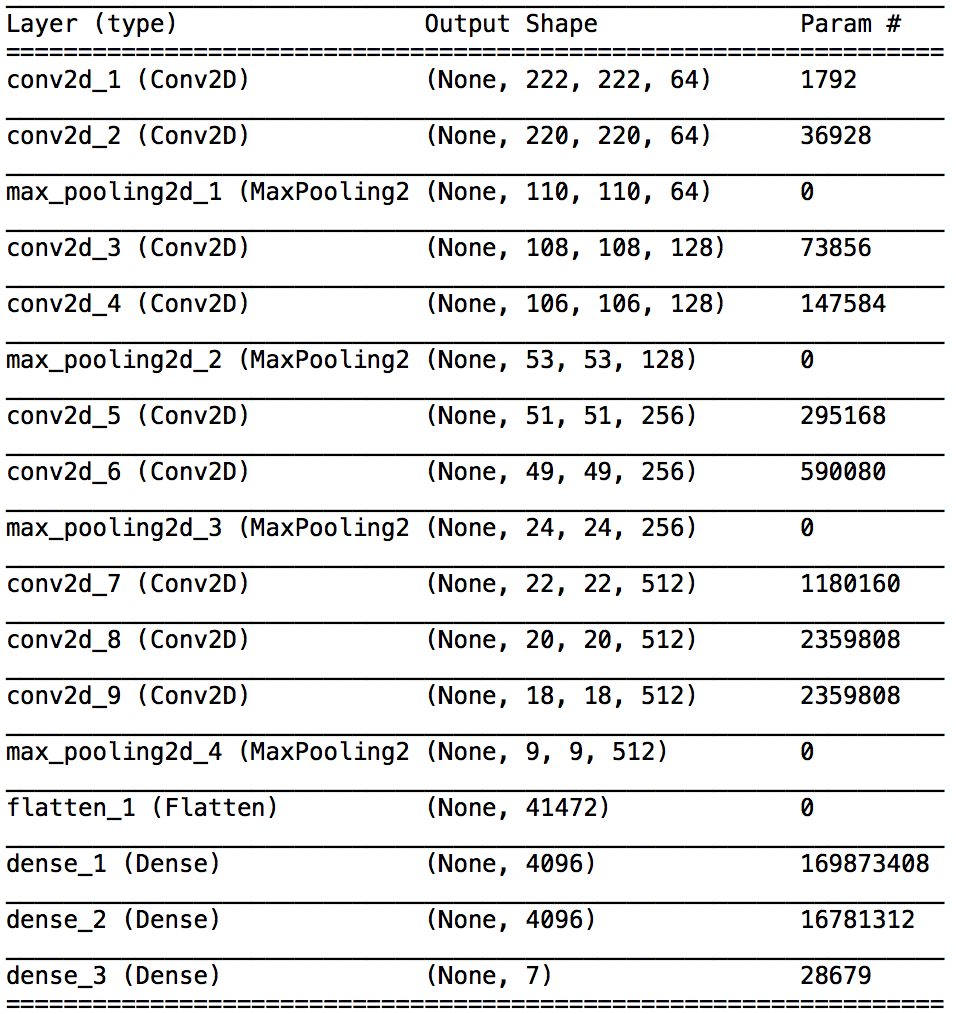 Layer (type) Output Shape Param #
=================================================================
conv2d_1 (Conv2D) (None, 222, 222, 64) 1792
conv2d_2 (Conv2D) (None, 220, 220, 64) 36928
max_pooling2d_1 (MaxPooling2 (None, 110, 110, 64) 0
conv2d_3 (Conv2D) (None, 108, 108, 128) 73856
conv2d_4 (Conv2D) (None, 106, 106, 128) 147584
max_pooling2d_2 (MaxPooling2 (None, 53, 53, 128) 0
conv2d_5 (Conv2D) (None, 51, 51, 256) 295168
conv2d_6 (Conv2D) (None, 49, 49, 256) 590080
max_pooling2d_3 (MaxPooling2 (None, 24, 24, 256) 0
conv2d_7 (Conv2D) (None, 22, 22, 512) 1180160
conv2d_8 (Conv2D) (None, 20, 20, 512) 2359808
conv2d_9 (Conv2D) (None, 18, 18, 512) 2359808
max_pooling2d_4 (MaxPooling2 (None, 9, 9, 512) 0
flatten_1 (Flatten) (None, 41472) 0
dense_1 (Dense) (None, 4096) 169873408
dense_2 (Dense) (None, 4096) 16781312
dense_3 (Dense) (None, 7) 28679
=================================================================